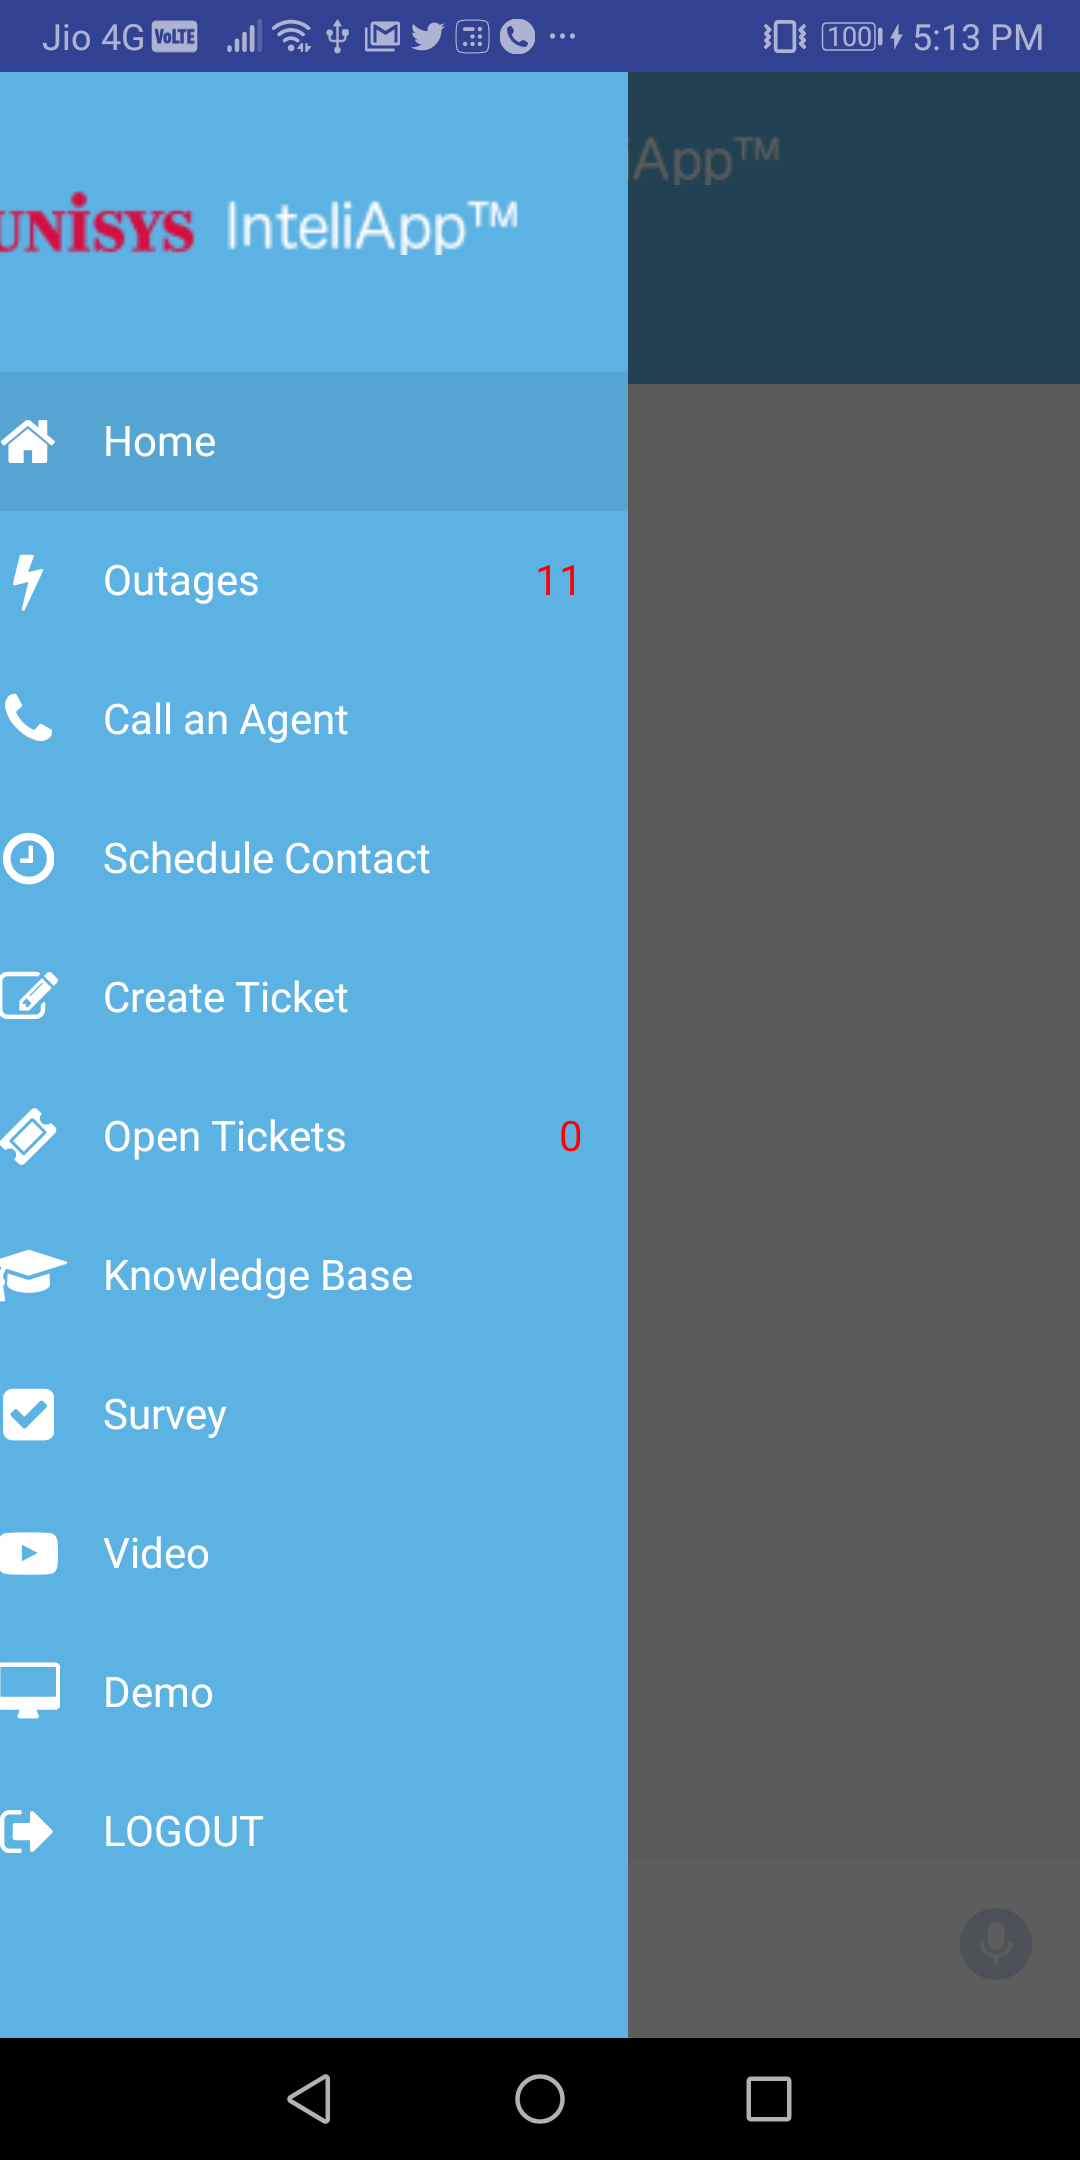 Jio 4G VoLTE 100 5:13 PM
iApp™
UNiSYS InteliApp™
Home
Outages 11
Call an Agent
Schedule Contact
Create Ticket
Open Tickets 0
Knowledge Base
Survey
Video
Demo
LOGOUT